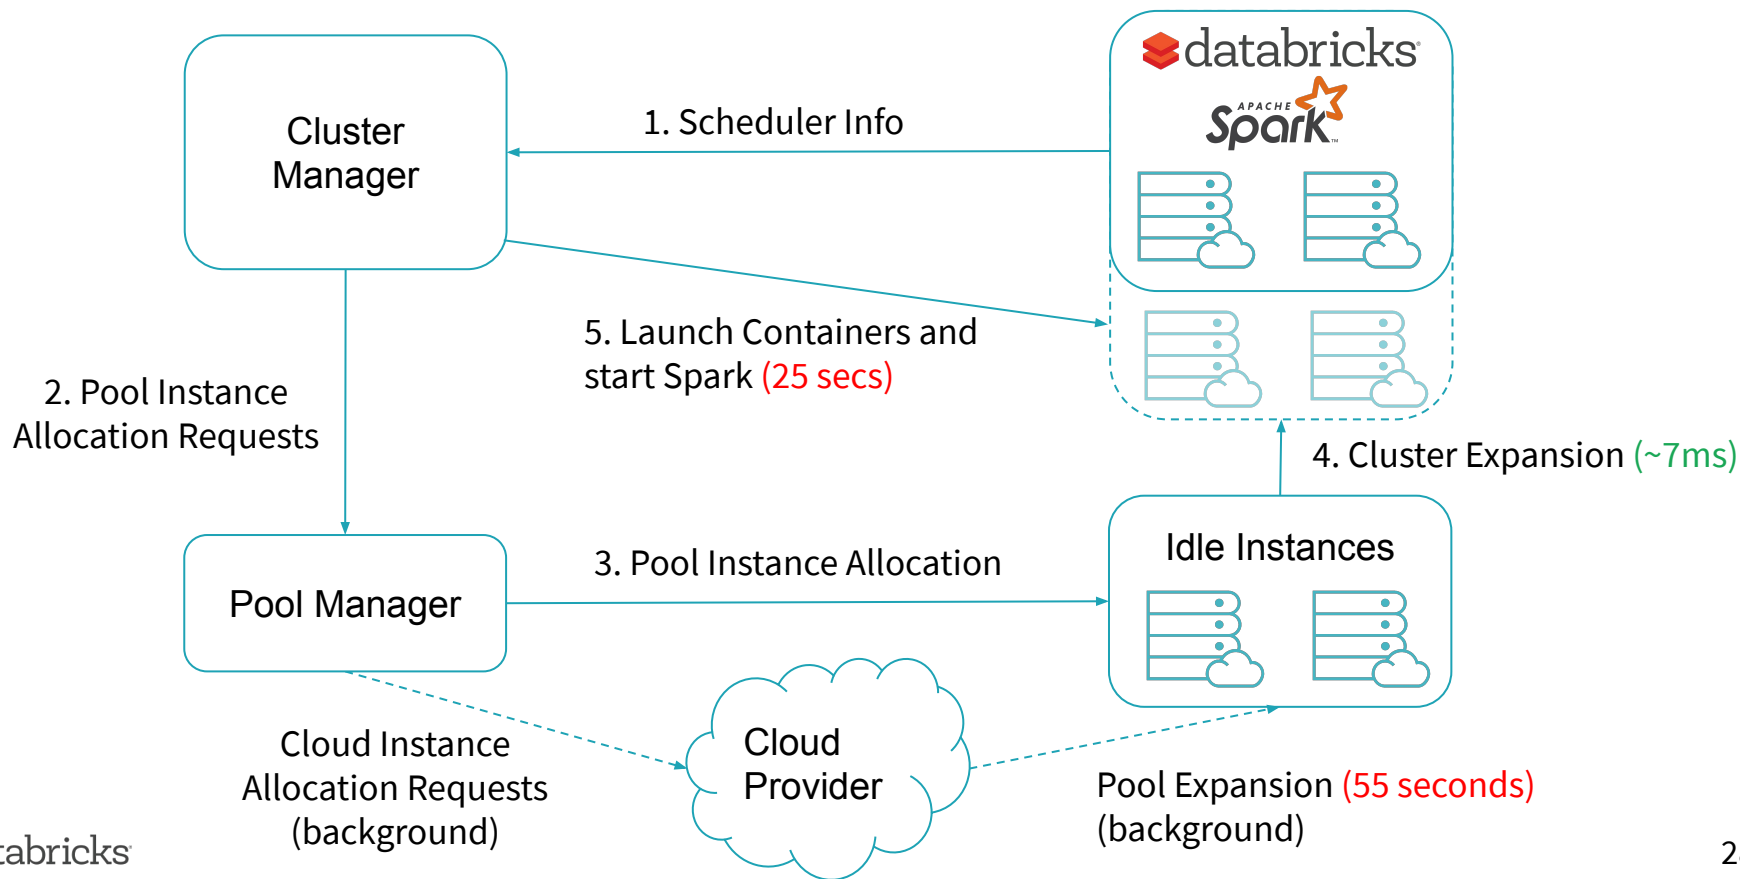 databricks
APACHE
Spark
Cluster
Manager
1. Scheduler Info
5. Launch Containers and
start Spark (25 secs)
2. Pool Instance
Allocation Requests
4. Cluster Expansion (~7ms)
Idle Instances
3. Pool Instance Allocation
Pool Manager
Cloud Instance
Allocation Requests
(background)
Cloud
Provider
Pool Expansion (55 seconds)
(background)
tabricks